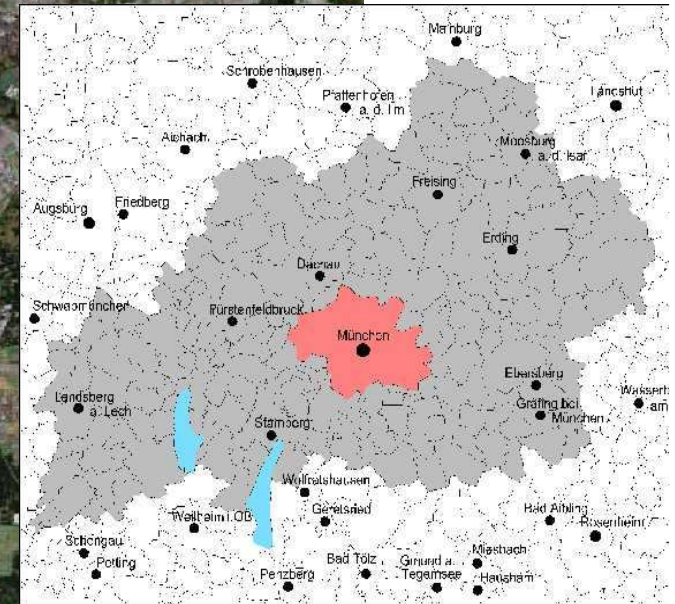 Mainburg
Schrobenhausen
Pfaffenhofen
a. d. Ilm
Landshut
Aichach
Moosburg
a. d. Isar
Freising
Augsburg
Friedberg
Erding
Dachau
Schwabmünchen
Fürstenfeldbruck
München
Ebersberg
Landsberg
a. Lech
Grafing bei
München
Wasserb
am
Starnberg
Wolfratshausen
Geretsried
Weilheim i.OB
Bad Aibling
Rosenheim
Schongau
Peiting
Penzberg
Bad Tölz
Gmund a.
Tegernsee
Miesbach
Hausham